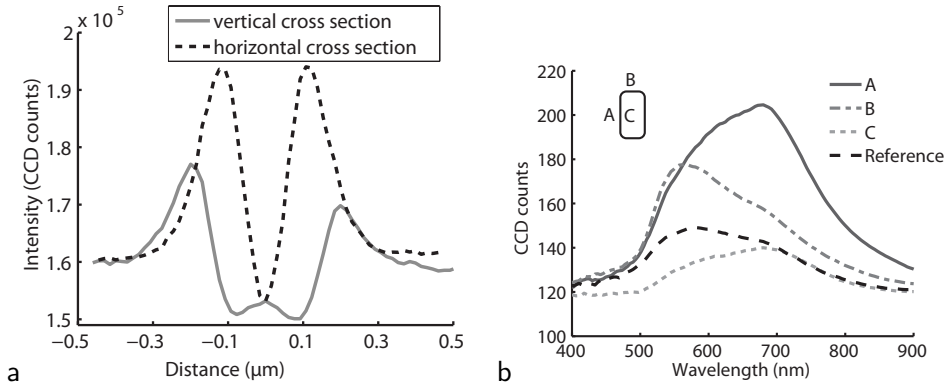 x 10⁵
vertical cross section
horizontal cross section
2
1.9
1.8
1.7
1.6
1.5
Intensity (CCD counts)
−0.5
−0.3
−0.1
0.1
0.3
0.5
Distance (µm)
a
220
200
180
160
140
120
100
CCD counts
B
A
C
A
B
C
Reference
400
500
600
700
800
900
Wavelength (nm)
b